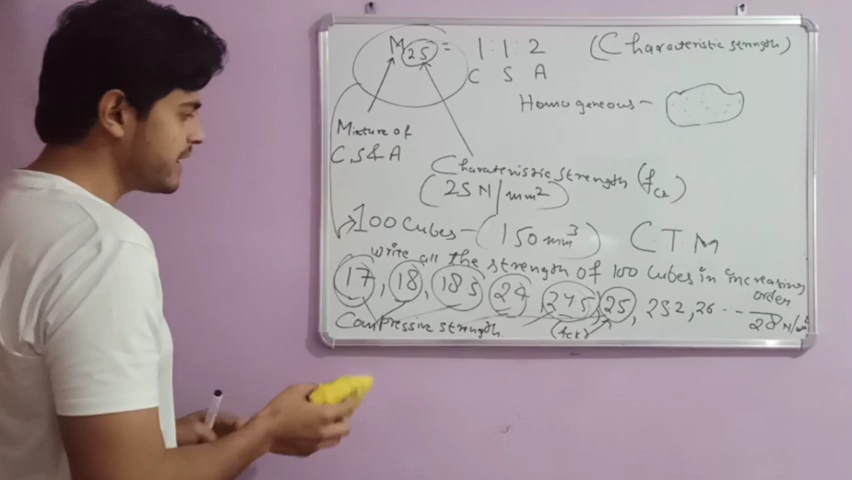 M25 = 1:1:2 (Characteristic strength)
C S A
Homogeneous -
Mixture of
C, S & A
Charateristic strength (fck)
(25 N/mm²)
100 Cubes - (150 mm³) CTM
write all the strength of 100 cubes in increasing
order
17, 18, 18.5, 24, 24.5, 25, 25.2, 26 - - - 28 N/mm²
Compressive strength (fck)